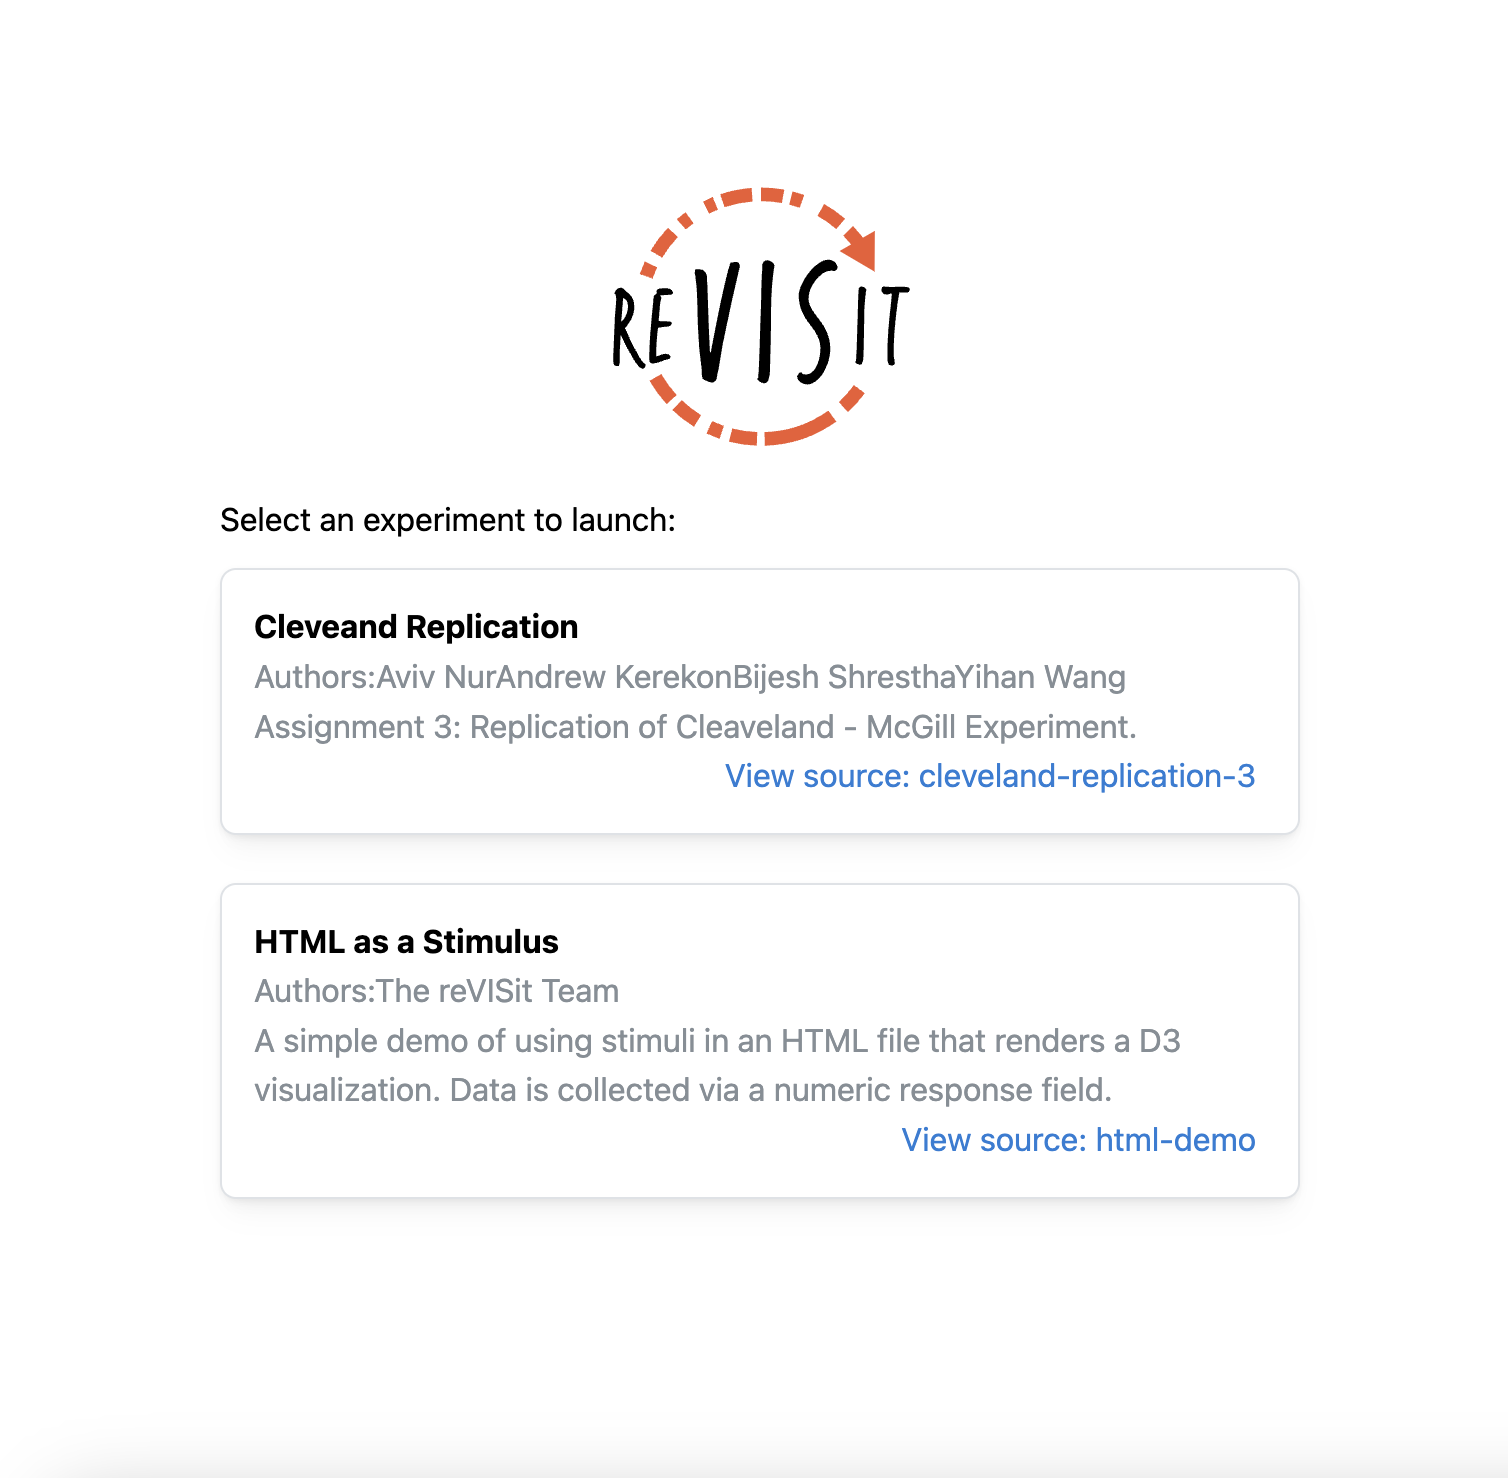 REVISIT
Select an experiment to launch:
Cleveand Replication
Authors:Aviv NurAndrew KerekonBijesh ShresthaYihan Wang
Assignment 3: Replication of Cleaveland - McGill Experiment.
View source: cleveland-replication-3
HTML as a Stimulus
Authors:The reVISit Team
A simple demo of using stimuli in an HTML file that renders a D3
visualization. Data is collected via a numeric response field.
View source: html-demo